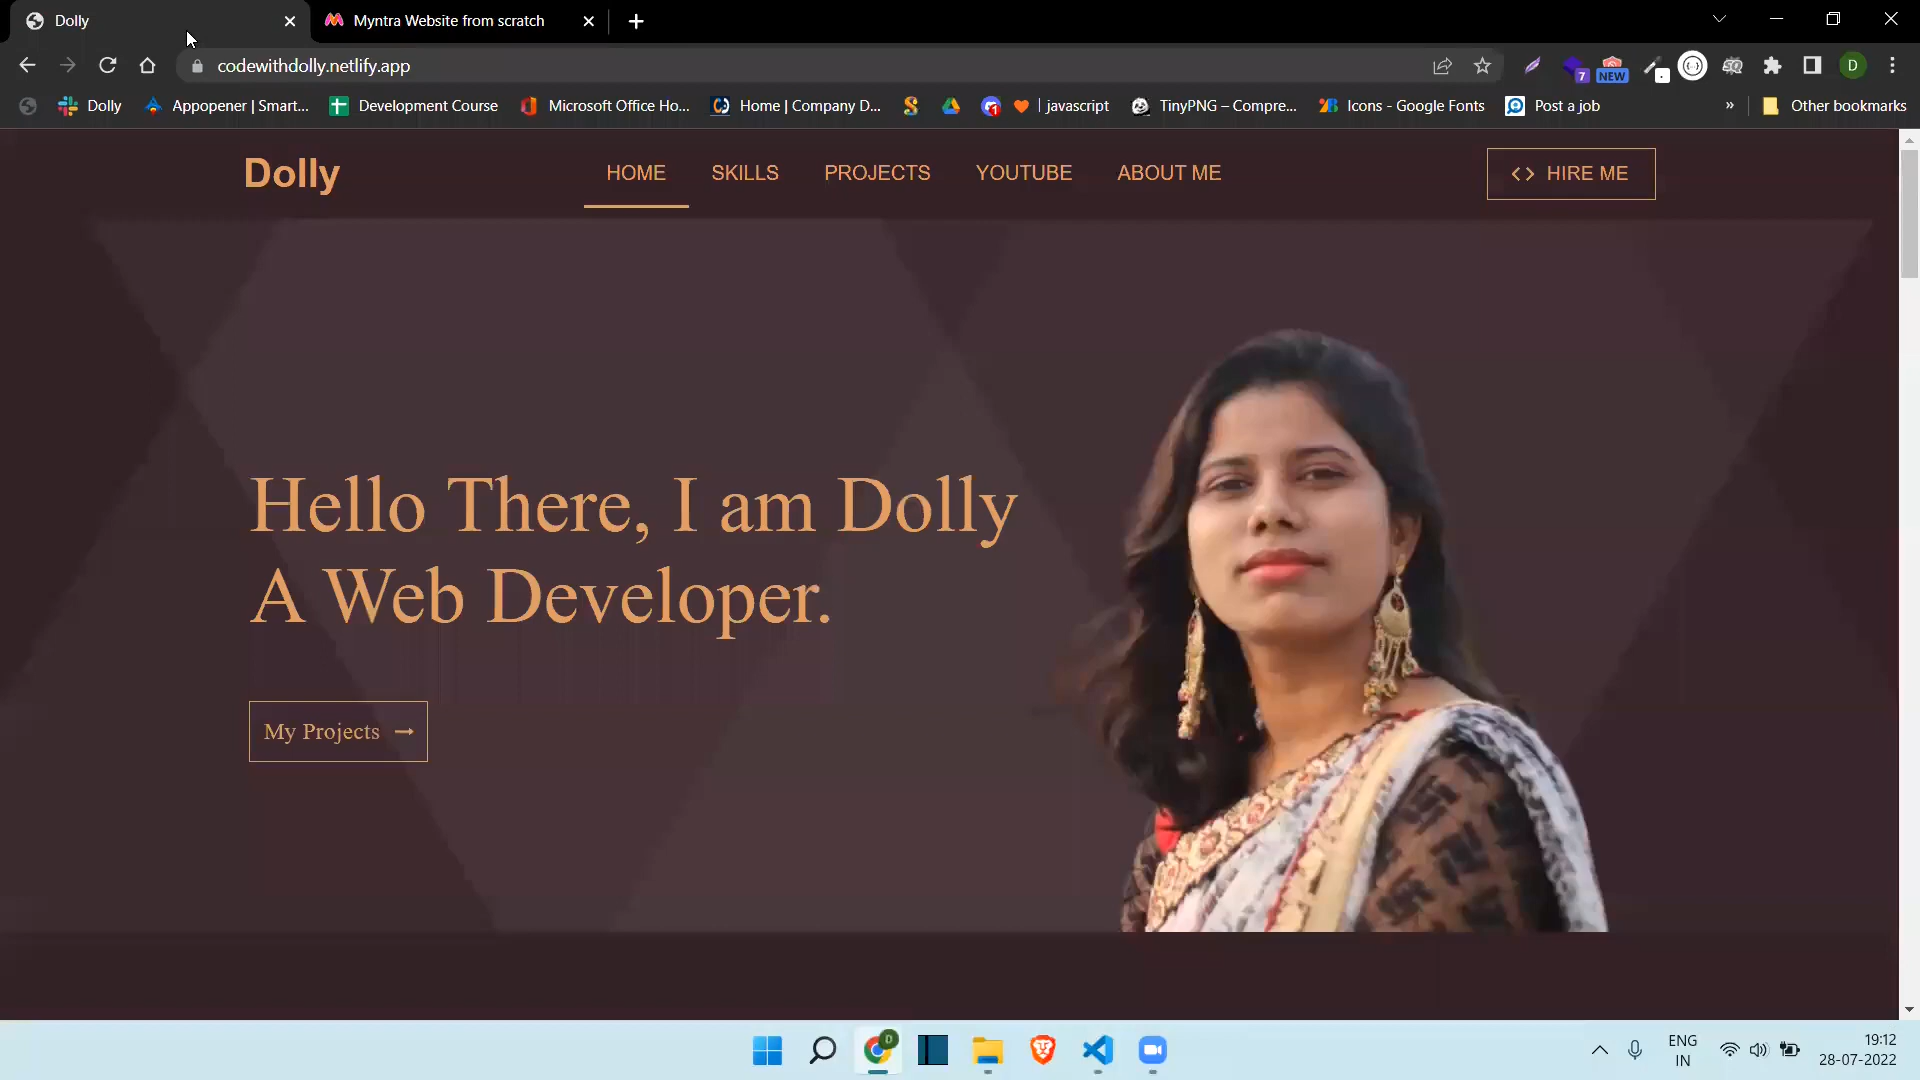 Dolly
Myntra Website from scratch
codewithdolly.netlify.app
7
NEW
D
Dolly
Appopener | Smart...
Development Course
Microsoft Office Ho...
Home | Company D...
1
| javascript
TinyPNG – Compre...
Icons - Google Fonts
Post a job
»
Other bookmarks
Dolly
HOME
SKILLS
PROJECTS
YOUTUBE
ABOUT ME
<> HIRE ME
Hello There, I am Dolly
A Web Developer.
My Projects →
D
ENG
IN
19:12
28-07-2022